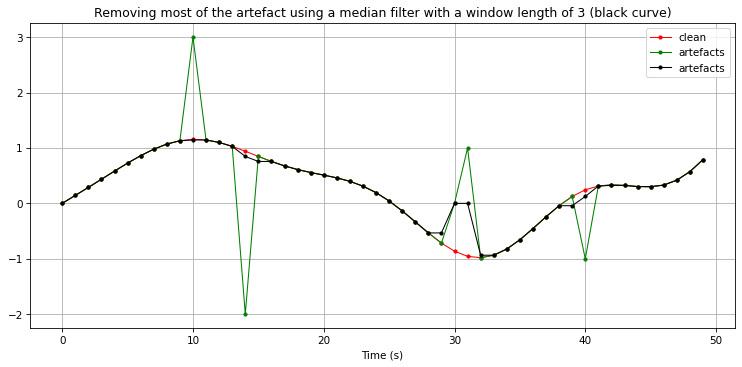 Removing most of the artefact using a median filter with a window length of 3 (black curve)
clean
artefacts
artefacts
3
2
1
0
−1
−2
0
10
20
30
40
50
Time (s)